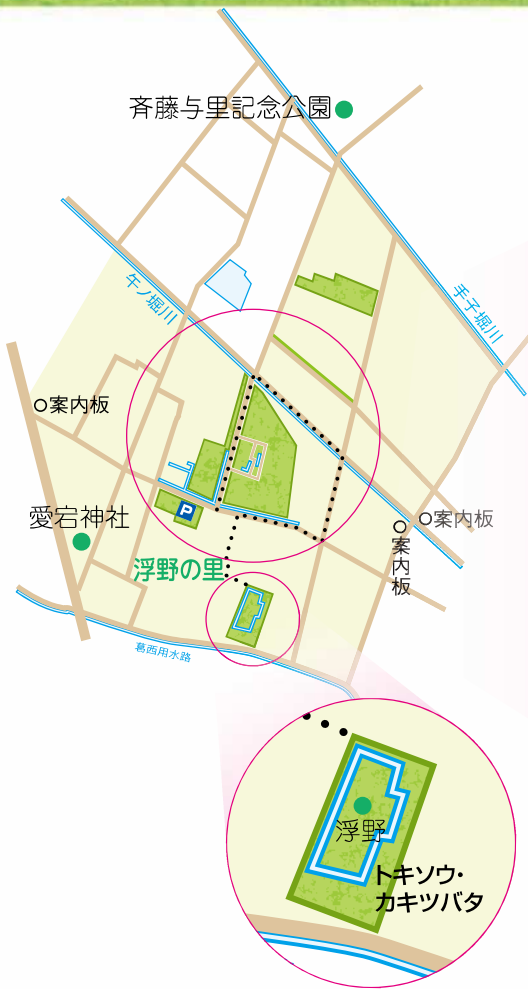 斉藤与里記念公園
午ノ堀川
手子堀川
案内板
愛宕神社
P
案内板
案内板
浮野の里
葛西用水路
浮野
トキソウ・
カキツバタ